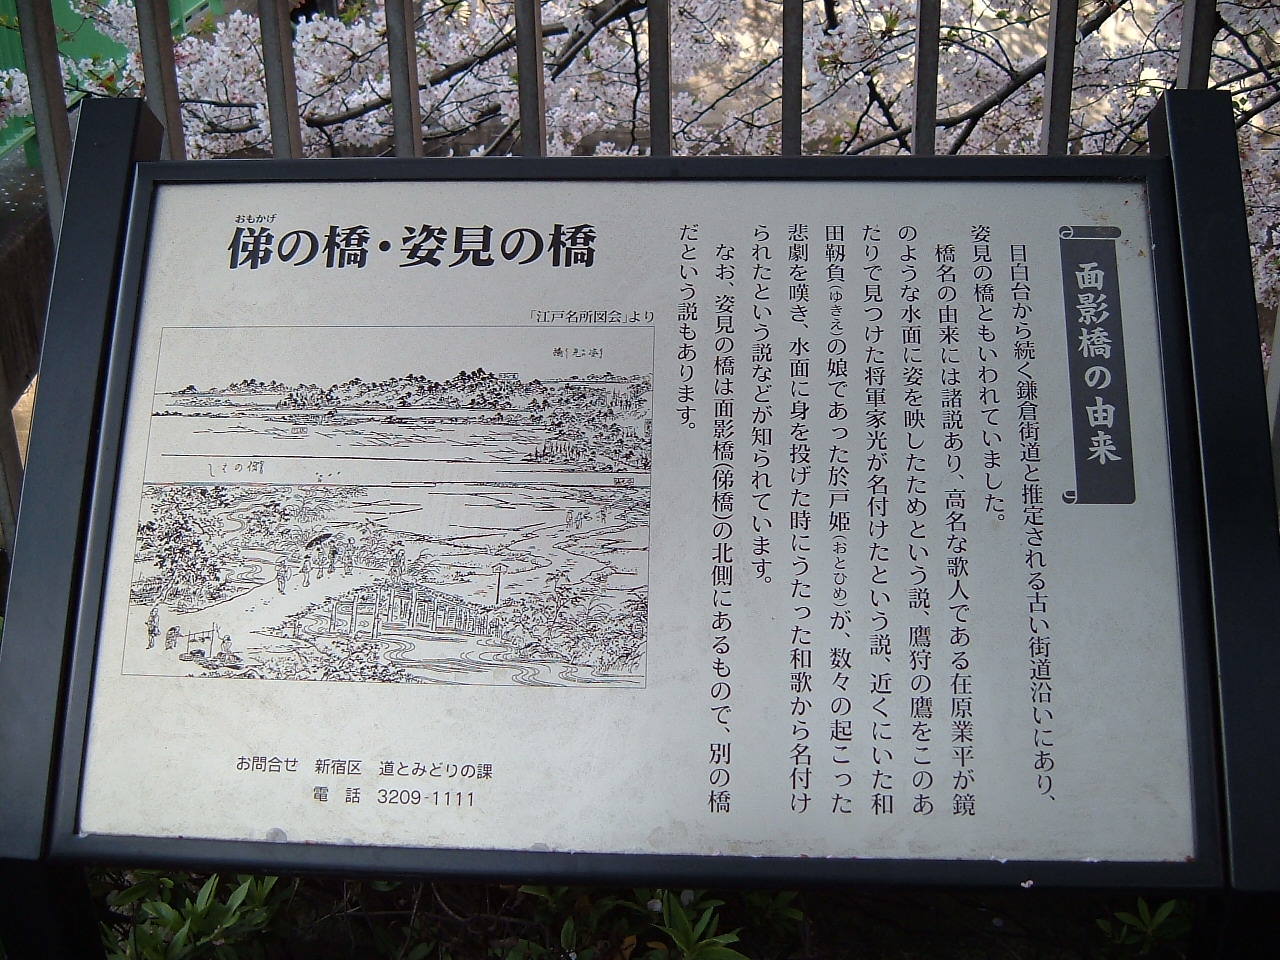 面影橋の由来
目白台から続く鎌倉街道と推定される古い街道沿いにあり、
姿見の橋ともいわれていました。
橋名の由来には諸説あり、高名な歌人である在原業平が鏡
のような水面に姿を映したためという説、鷹狩の鷹をこのあ
たりで見つけた将軍家光が名付けたという説、近くにいた和
田靱負(ゆきえ)の娘であった於戸姫(おとひめ)が、数々の起こった
悲劇を嘆き、水面に身を投げた時にうたった和歌から名付け
られたという説などが知られています。
なお、姿見の橋は面影橋(俤橋)の北側にあるもので、別の橋
だという説もあります。
おもかげ
俤の橋・姿見の橋
「江戸名所図会」より
お問合せ 新宿区 道とみどりの課
電 話 3209-1111